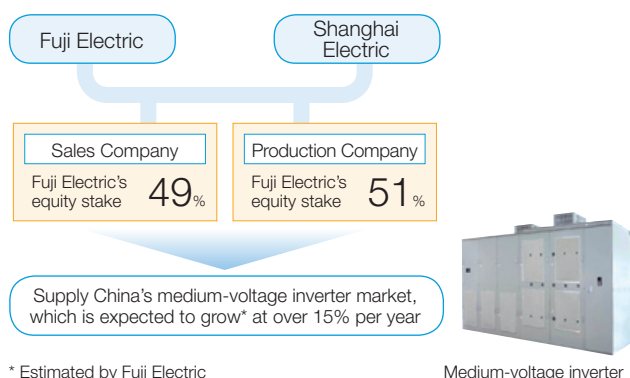 Fuji Electric
Shanghai
Electric
Sales Company
Fuji Electric's
equity stake 49%
Production Company
Fuji Electric's
equity stake 51%
Supply China's medium-voltage inverter market,
which is expected to grow* at over 15% per year
* Estimated by Fuji Electric
Medium-voltage inverter